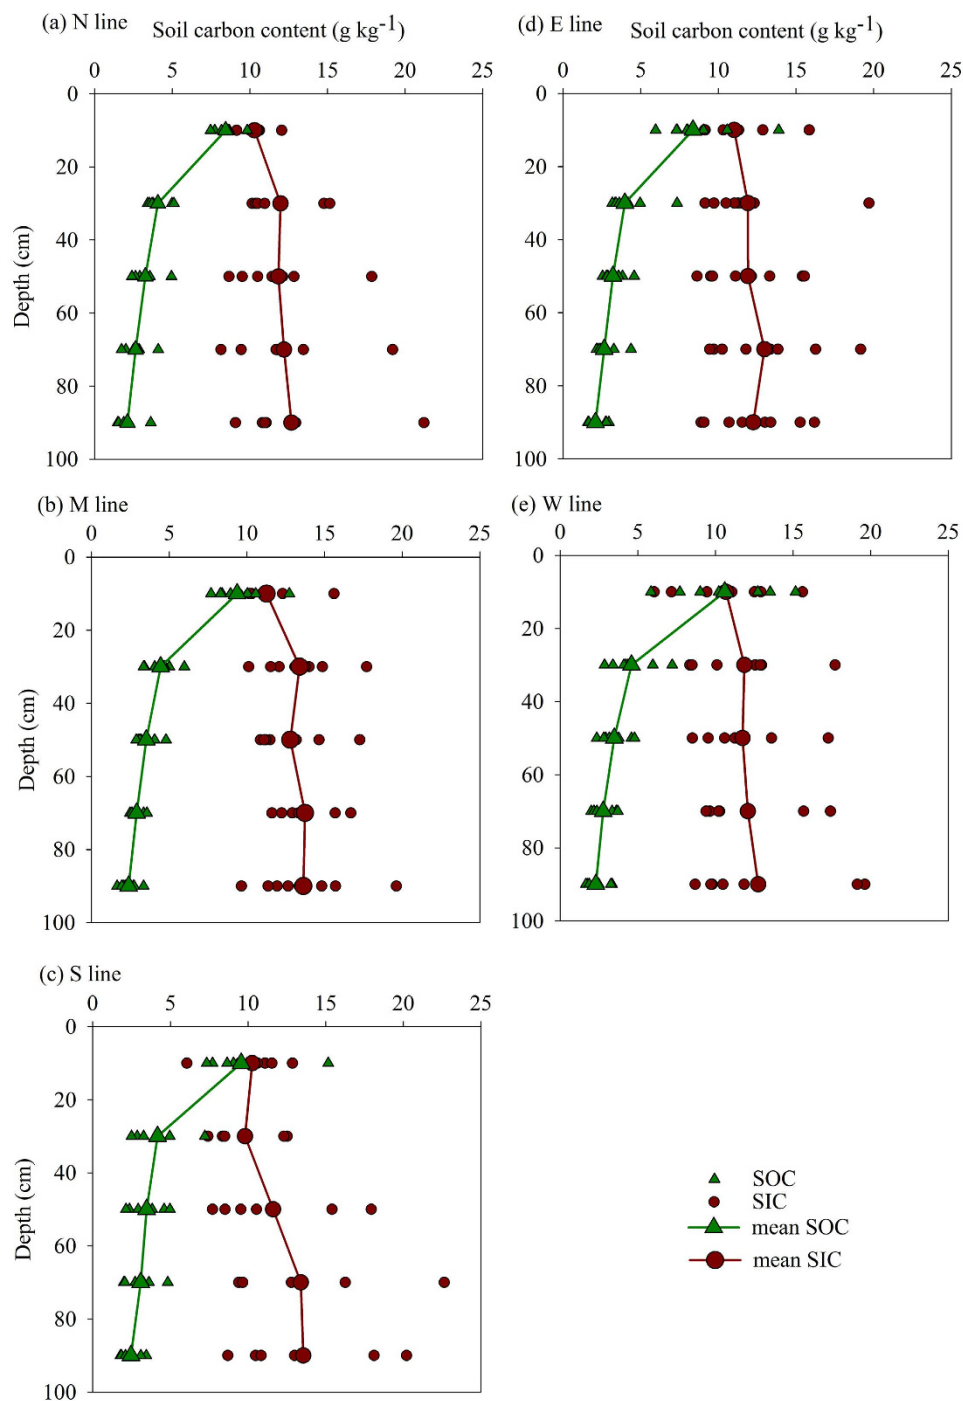 (a) N line
Soil carbon content (g kg-1)
0 5 10 15 20 25
0
20
40
60
80
100
Depth (cm)
(d) E line
Soil carbon content (g kg-1)
0 5 10 15 20 25
0
20
40
60
80
100
(b) M line
0 5 10 15 20 25
0
20
40
60
80
100
Depth (cm)
(e) W line
0 5 10 15 20 25
0
20
40
60
80
100
(c) S line
0 5 10 15 20 25
0
20
40
60
80
100
Depth (cm)
SOC
SIC
mean SOC
mean SIC